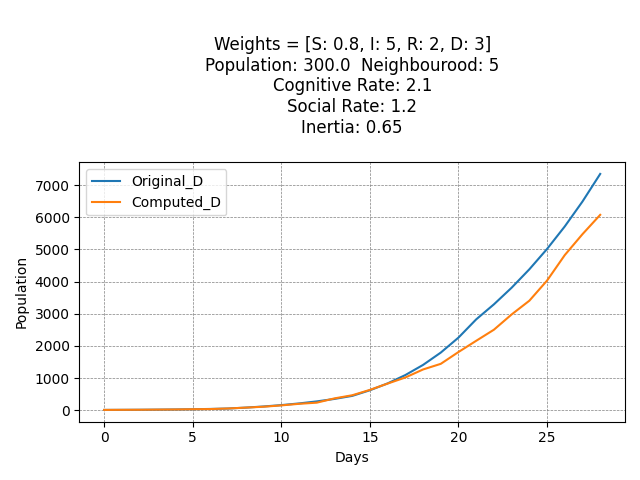 Weights = [S: 0.8, I: 5, R: 2, D: 3]
Population: 300.0  Neighbourood: 5
Cognitive Rate: 2.1
Social Rate: 1.2
Inertia: 0.65
Original_D
Computed_D
7000
6000
5000
4000
3000
2000
1000
0
Population
0 5 10 15 20 25
Days